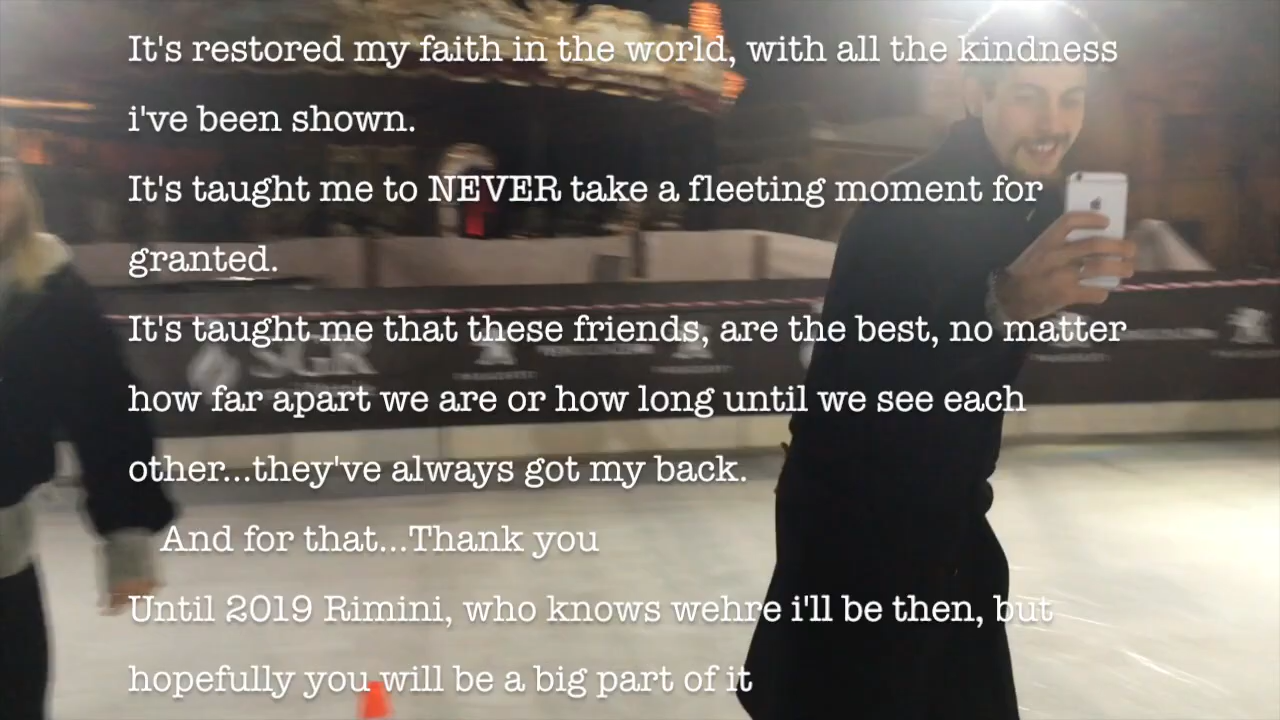 It's restored my faith in the world, with all the kindness
i've been shown.
It's taught me to NEVER take a fleeting moment for
granted.
It's taught me that these friends, are the best, no matter
how far apart we are or how long until we see each
other...they've always got my back.
And for that...Thank you
Until 2019 Rimini, who knows wehre i'll be then, but
hopefully you will be a big part of it
SGR